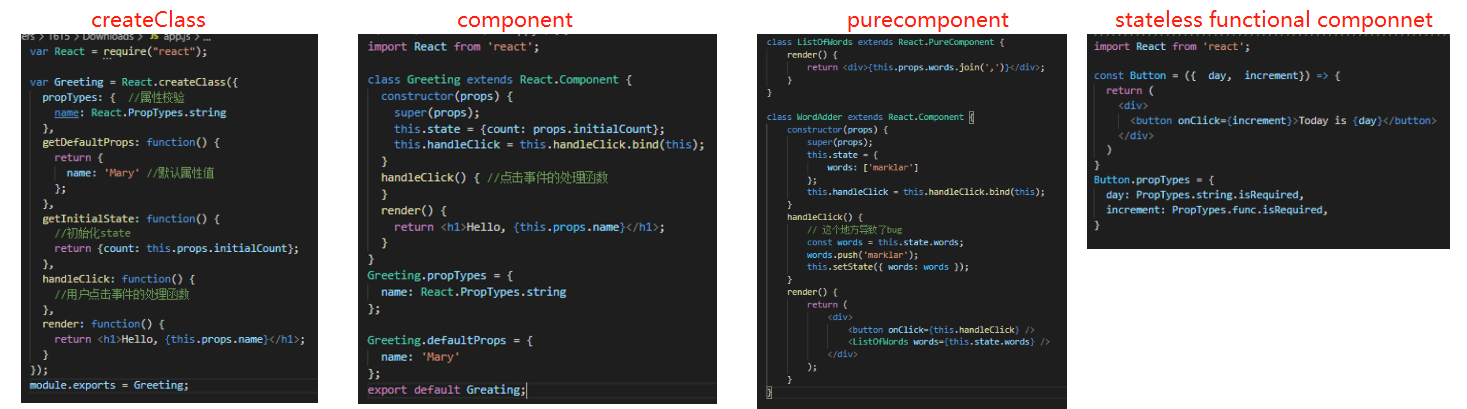 createClass
ers > 1615 > Downloads > JS app.js > ...
var React = require("react");
var Greeting = React.createClass({
propTypes: { //属性校验
name: React.PropTypes.string
},
getDefaultProps: function() {
return {
name: 'Mary' //默认属性值
};
},
getInitialState: function() {
//初始化state
return {count: this.props.initialCount};
},
handleClick: function() {
//用户点击事件的处理函数
},
render: function() {
return <h1>Hello, {this.props.name}</h1>;
}
});
module.exports = Greeting;
component
import React from 'react';
class Greeting extends React.Component {
constructor(props) {
super(props);
this.state = {count: props.initialCount};
this.handleClick = this.handleClick.bind(this);
}
handleClick() { //点击事件的处理函数
}
render() {
return <h1>Hello, {this.props.name}</h1>;
}
}
Greeting.propTypes = {
name: React.PropTypes.string
};
Greeting.defaultProps = {
name: 'Mary'
};
export default Greating;
purecomponent
class ListOfWords extends React.PureComponent {
render() {
return <div>{this.props.words.join(',')}</div>;
}
}
class WordAdder extends React.Component {
constructor(props) {
super(props);
this.state = {
words: ['marklar']
};
this.handleClick = this.handleClick.bind(this);
}
handleClick() {
// 这个地方导致了bug
const words = this.state.words;
words.push('marklar');
this.setState({ words: words });
}
render() {
return (
<div>
<button onClick={this.handleClick} />
<ListOfWords words={this.state.words} />
</div>
);
}
}
stateless functional componnet
import React from 'react';
const Button = ({ day, increment}) => {
return (
<div>
<button onClick={increment}>Today is {day}</button>
</div>
)
}
Button.propTypes = {
day: PropTypes.string.isRequired,
increment: PropTypes.func.isRequired,
}